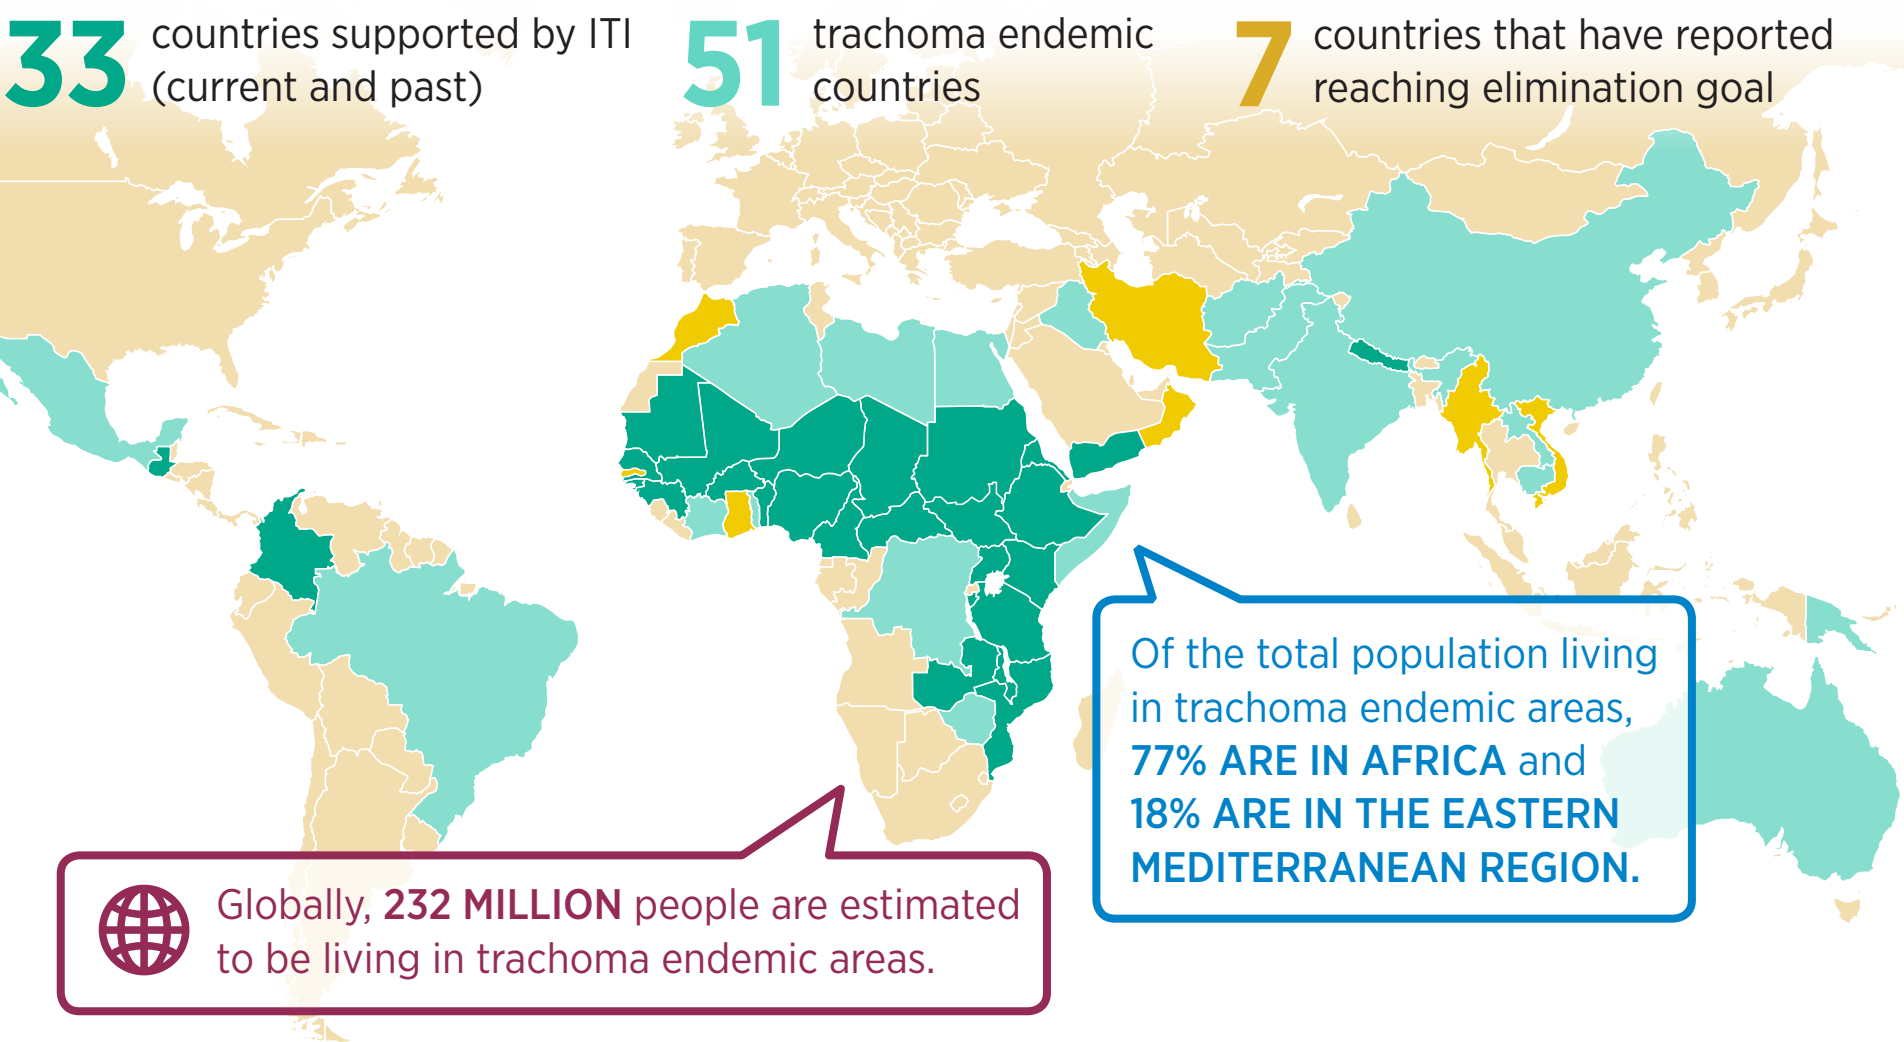 33 countries supported by ITI
(current and past)
51 trachoma endemic
countries
7 countries that have reported
reaching elimination goal
Of the total population living
in trachoma endemic areas,
77% ARE IN AFRICA and
18% ARE IN THE EASTERN
MEDITERRANEAN REGION.
Globally, 232 MILLION people are estimated
to be living in trachoma endemic areas.